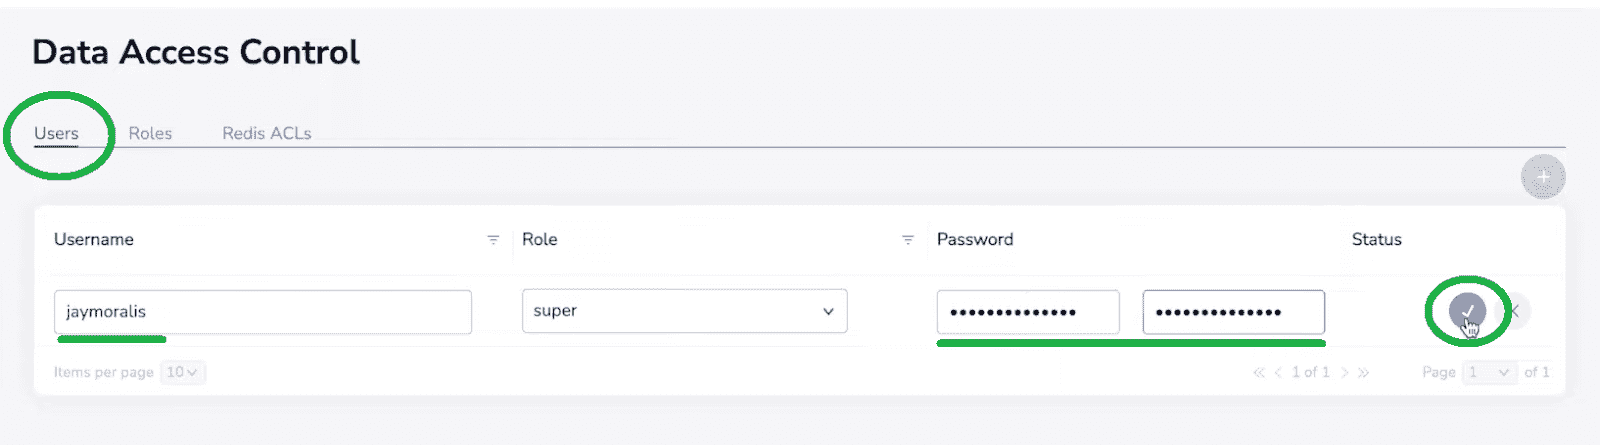 Data Access Control
Users Roles Redis ACLs
+
Username Role Password Status
jaymoralis super •••••••••••••• ••••••••••••••
Items per page 10 « < 1 of 1 > » Page 1 of 1